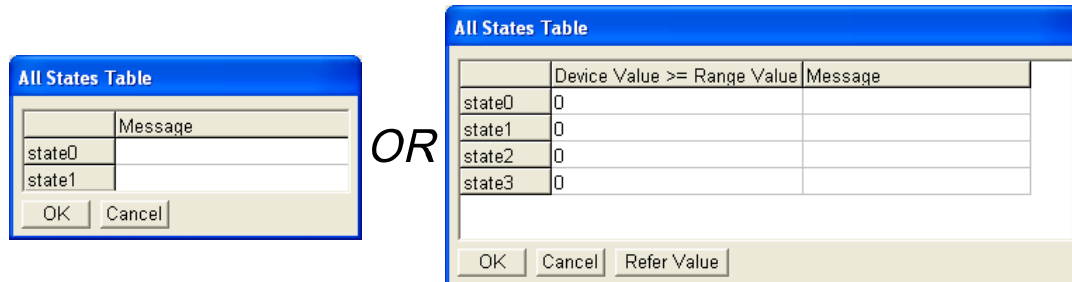 All States Table
Message
state0
state1
OK Cancel
OR
All States Table
Device Value >= Range Value Message
state0 0
state1 0
state2 0
state3 0
OK Cancel Refer Value